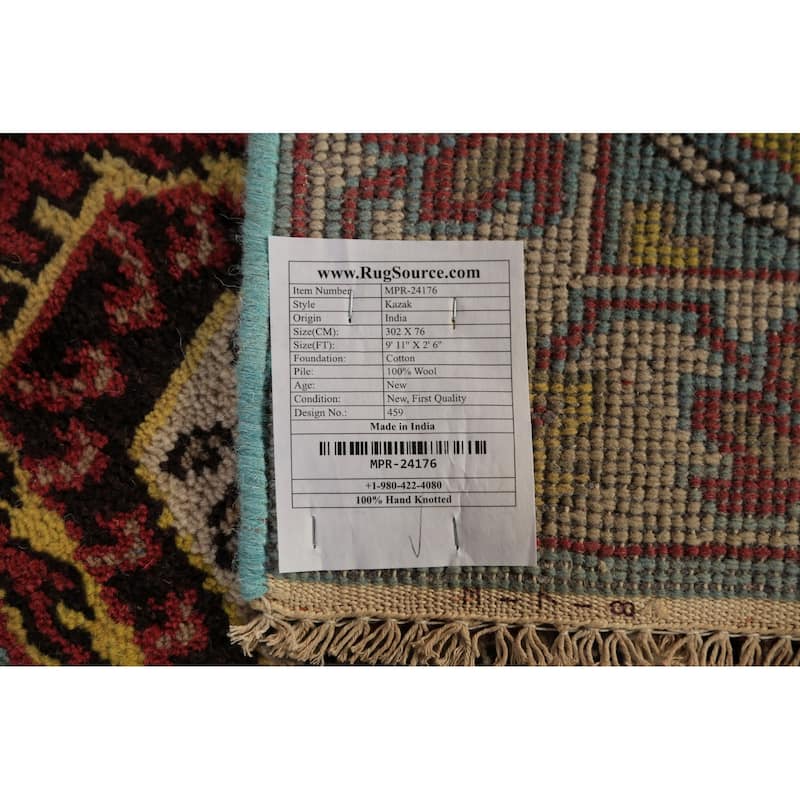 www.RugSource.com
Item Number MPR-24176
Style Kazak
Origin India
Size(CM): 302 X 76
Size(FT): 9' 11" X 2' 6"
Foundation: Cotton
Pile: 100% Wool
Age: New
Condition: New, First Quality
Design No.: 459
Made in India
MPR-24176
+1-980-422-4080
100% Hand Knotted